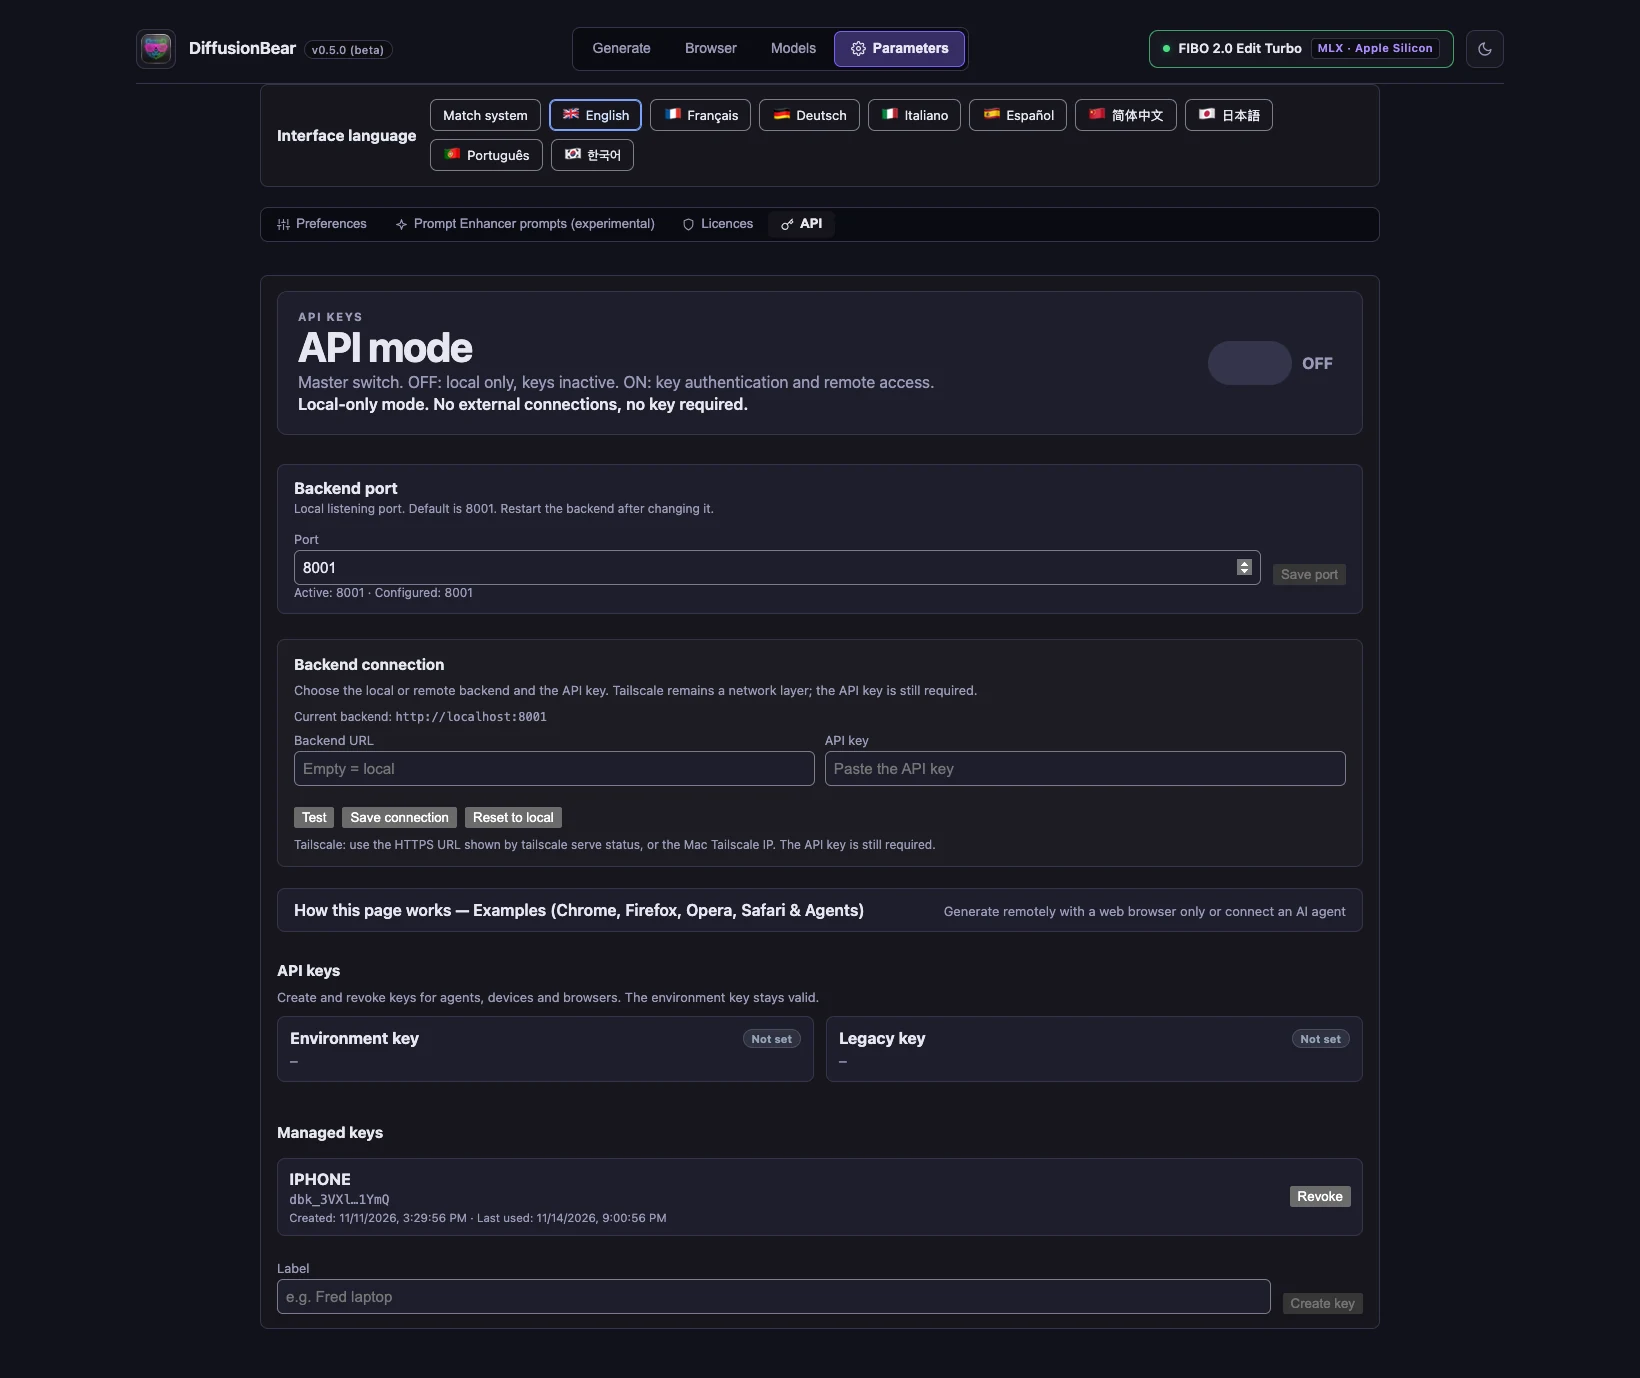 DiffusionBear v0.5.0 (beta)
Generate Browser Models Parameters
FIBO 2.0 Edit Turbo MLX · Apple Silicon
Interface language
Match system English Français Deutsch Italiano Español 简体中文 日本語
Português 한국어
Preferences Prompt Enhancer prompts (experimental) Licences API
API KEYS
API mode
Master switch. OFF: local only, keys inactive. ON: key authentication and remote access.
Local-only mode. No external connections, no key required.
OFF
Backend port
Local listening port. Default is 8001. Restart the backend after changing it.
Port
8001
Save port
Active: 8001 · Configured: 8001
Backend connection
Choose the local or remote backend and the API key. Tailscale remains a network layer; the API key is still required.
Current backend: http://localhost:8001
Backend URL API key
Empty = local Paste the API key
Test Save connection Reset to local
Tailscale: use the HTTPS URL shown by tailscale serve status, or the Mac Tailscale IP. The API key is still required.
How this page works — Examples (Chrome, Firefox, Opera, Safari & Agents) Generate remotely with a web browser only or connect an AI agent
API keys
Create and revoke keys for agents, devices and browsers. The environment key stays valid.
Environment key Not set
–
Legacy key Not set
–
Managed keys
IPHONE
dbk_3VXl…1YmQ
Created: 11/11/2026, 3:29:56 PM · Last used: 11/14/2026, 9:00:56 PM
Revoke
Label
e.g. Fred laptop
Create key